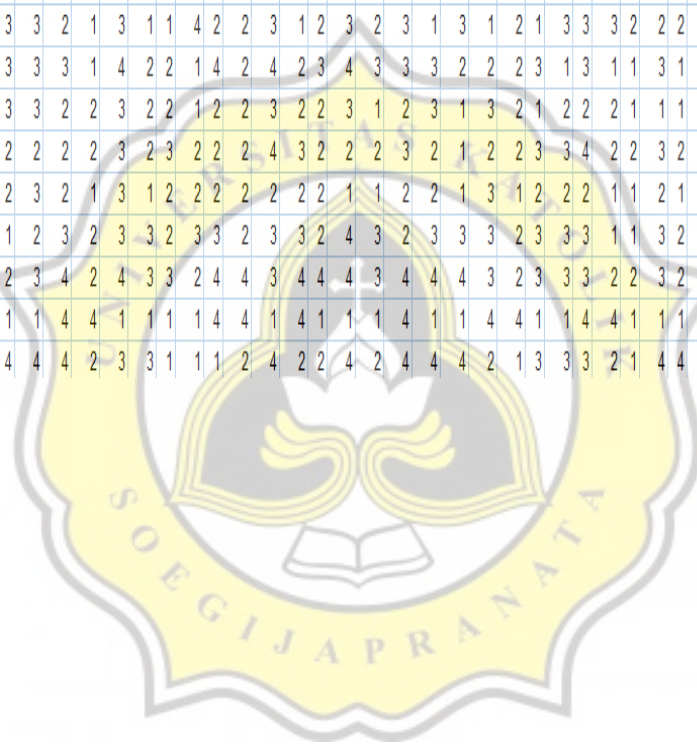 3 3 2 1 3 1 1 4 2 2 3 1 2 3 2 3 1 3 1 2 1 3 3 3 2 2 2
3 3 3 1 4 2 2 1 4 2 4 2 3 4 3 3 3 2 2 2 3 1 3 1 1 3 1
3 3 2 2 3 2 2 1 2 2 3 2 2 3 1 2 3 1 3 2 1 2 2 2 1 1 1
2 2 2 2 3 2 3 2 2 2 4 3 2 2 2 3 2 1 2 2 3 3 4 2 2 3 2
2 3 2 1 3 1 2 2 2 2 2 2 2 1 1 2 2 1 3 1 2 2 2 1 1 2 1
1 2 3 2 3 3 2 3 3 2 3 3 2 4 3 2 3 3 3 2 3 3 3 1 1 3 2
2 3 4 2 4 3 3 2 4 4 3 4 4 4 3 4 4 4 3 2 3 3 3 2 2 3 2
1 1 4 4 1 1 1 1 4 4 1 4 1 1 1 4 1 1 4 4 1 1 4 4 1 1 1
4 4 4 2 3 3 1 1 1 2 4 2 2 4 2 4 4 4 2 1 3 3 3 2 1 4 4
UNIVERSITAS KATOLIK
SOEGIJAPRANATA